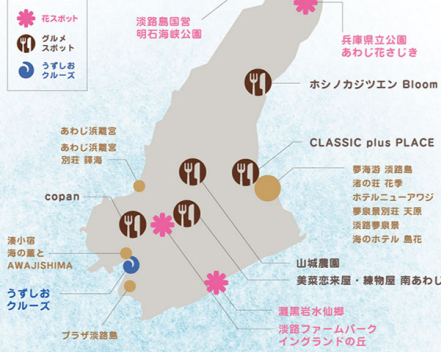 花スポット
グルメ
スポット
うずしお
クルーズ
淡路島国営
明石海峡公園
兵庫県立公園
あわじ花さじき
ホシノカジツエン Bloom
CLASSIC plus PLACE
あわじ浜離宮
あわじ浜離宮
別荘 鐸海
夢海游 淡路島
渚の荘 花季
ホテルニューアワジ
夢泉景別荘 天原
淡路夢泉景
海のホテル 島花
copan
湊小宿
海の薫と
AWAJISHIMA
うずしお
クルーズ
プラザ淡路島
山城農園
美菜恋来屋・練物屋 南あわじ
灘黒岩水仙郷
淡路ファームパーク
イングランドの丘